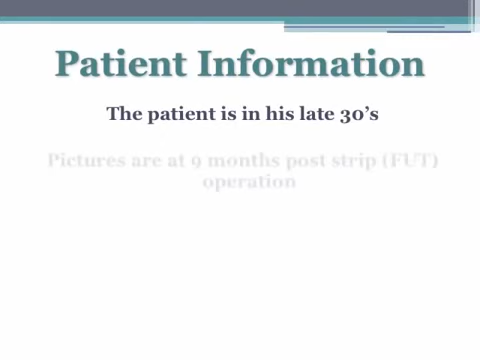 Patient Information
The patient is in his late 30’s
Pictures are at 9 months post strip (FUT)
operation